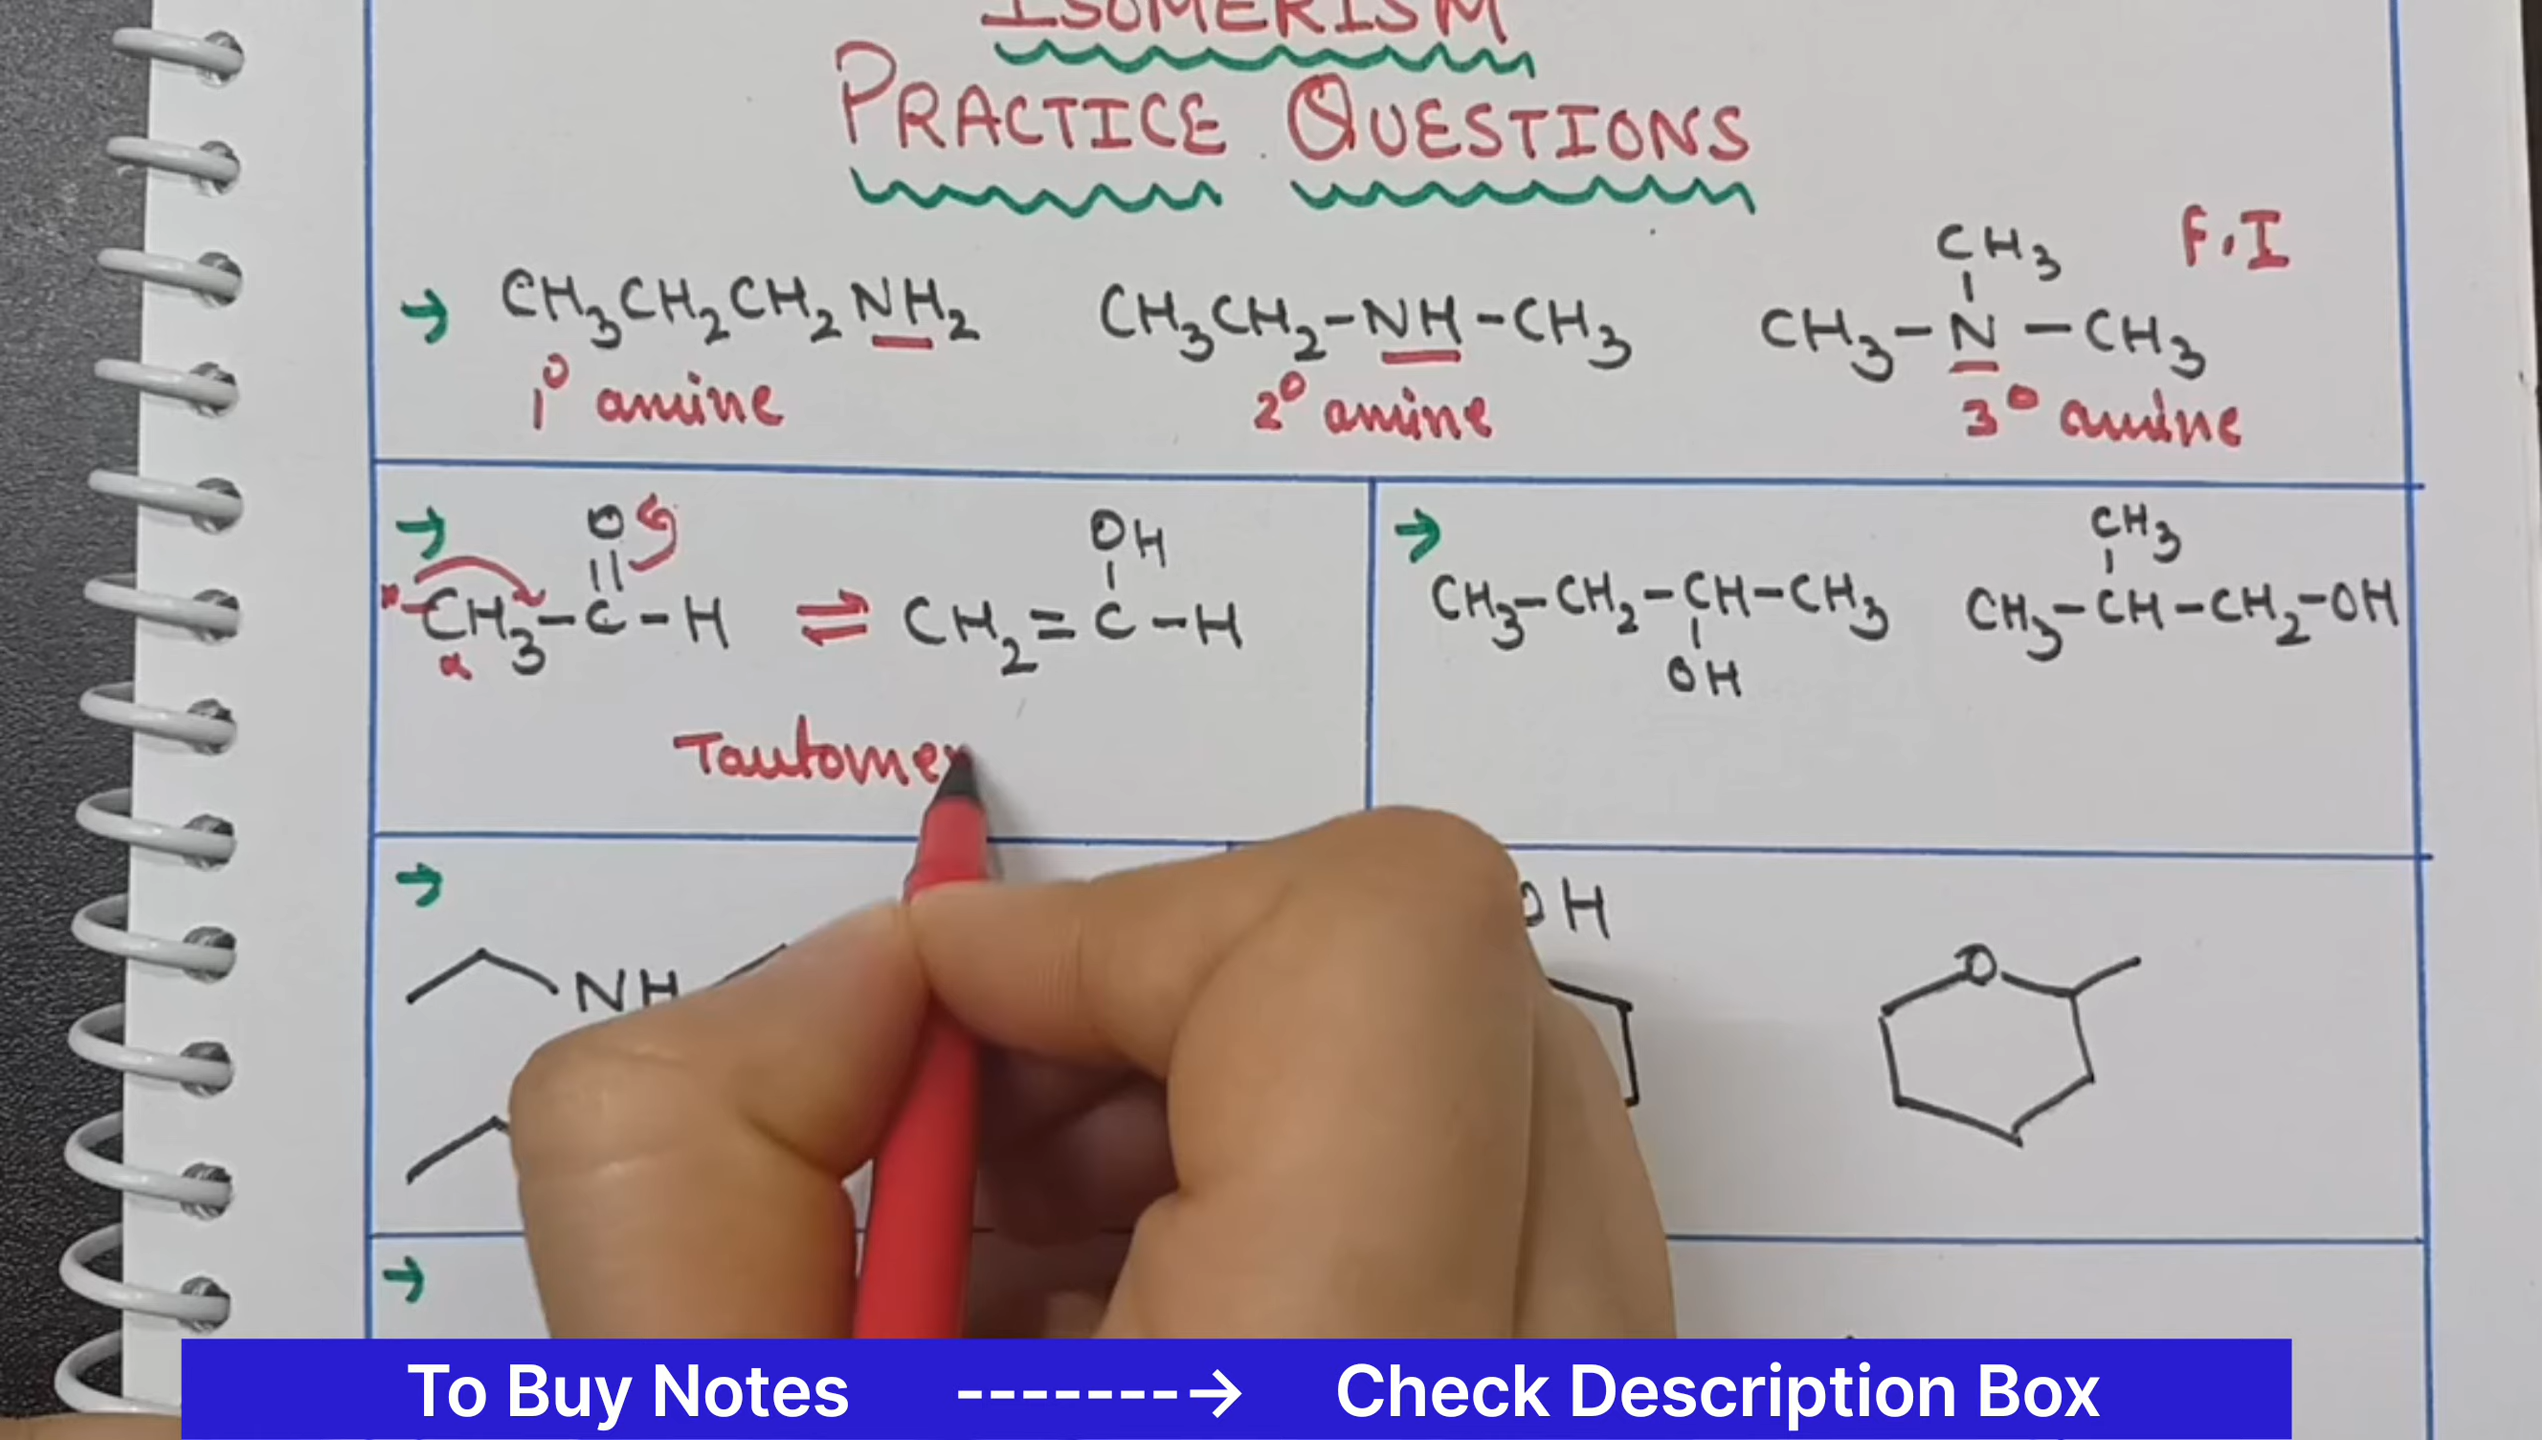 ISOMERISM
PRACTICE QUESTIONS
F.I
CH3
CH3CH2CH2NH2 CH3CH2-NH-CH3 CH3-N-CH3
1° amine 2° amine 3° amine
O OH
CH3-C-H ⇌ CH2=C-H
α
Tautomer
CH3
CH3-CH2-CH-CH3 CH3-CH-CH2-OH
OH
NH OH O
To Buy Notes -------→ Check Description Box